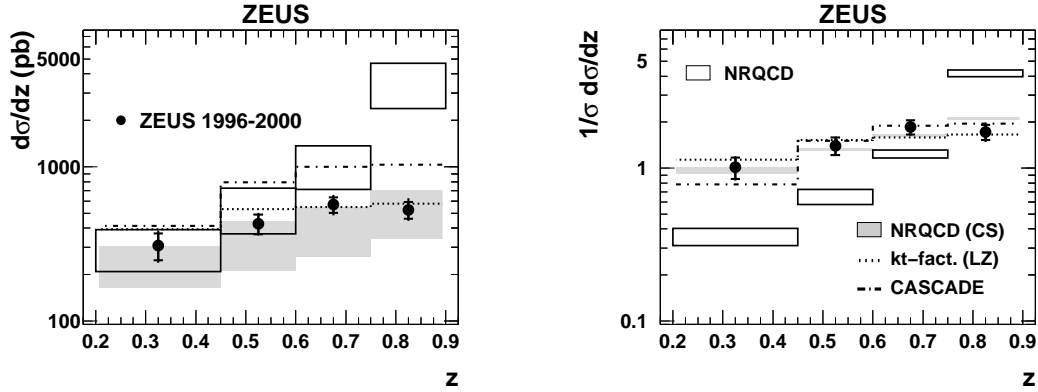 ZEUS
dσ/dz (pb)
5000
1000
100
ZEUS 1996-2000
0.2 0.3 0.4 0.5 0.6 0.7 0.8 0.9
z
ZEUS
1/σ dσ/dz
5
1
0.1
NRQCD
NRQCD (CS)
kt−fact. (LZ)
CASCADE
0.2 0.3 0.4 0.5 0.6 0.7 0.8 0.9
z